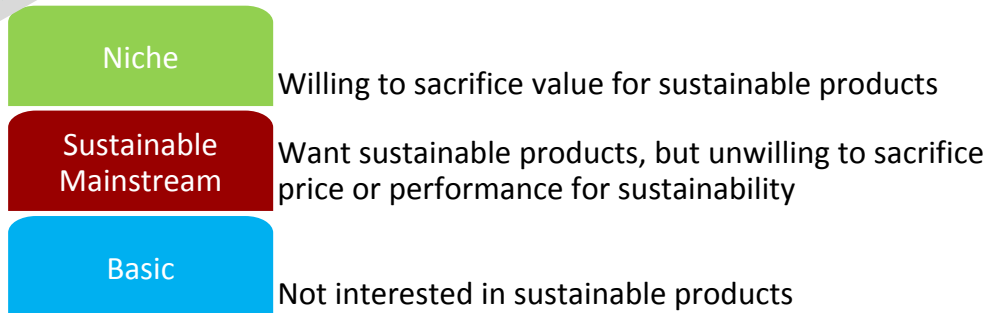 Niche
Willing to sacrifice value for sustainable products
Sustainable
Mainstream
Want sustainable products, but unwilling to sacrifice
price or performance for sustainability
Basic
Not interested in sustainable products